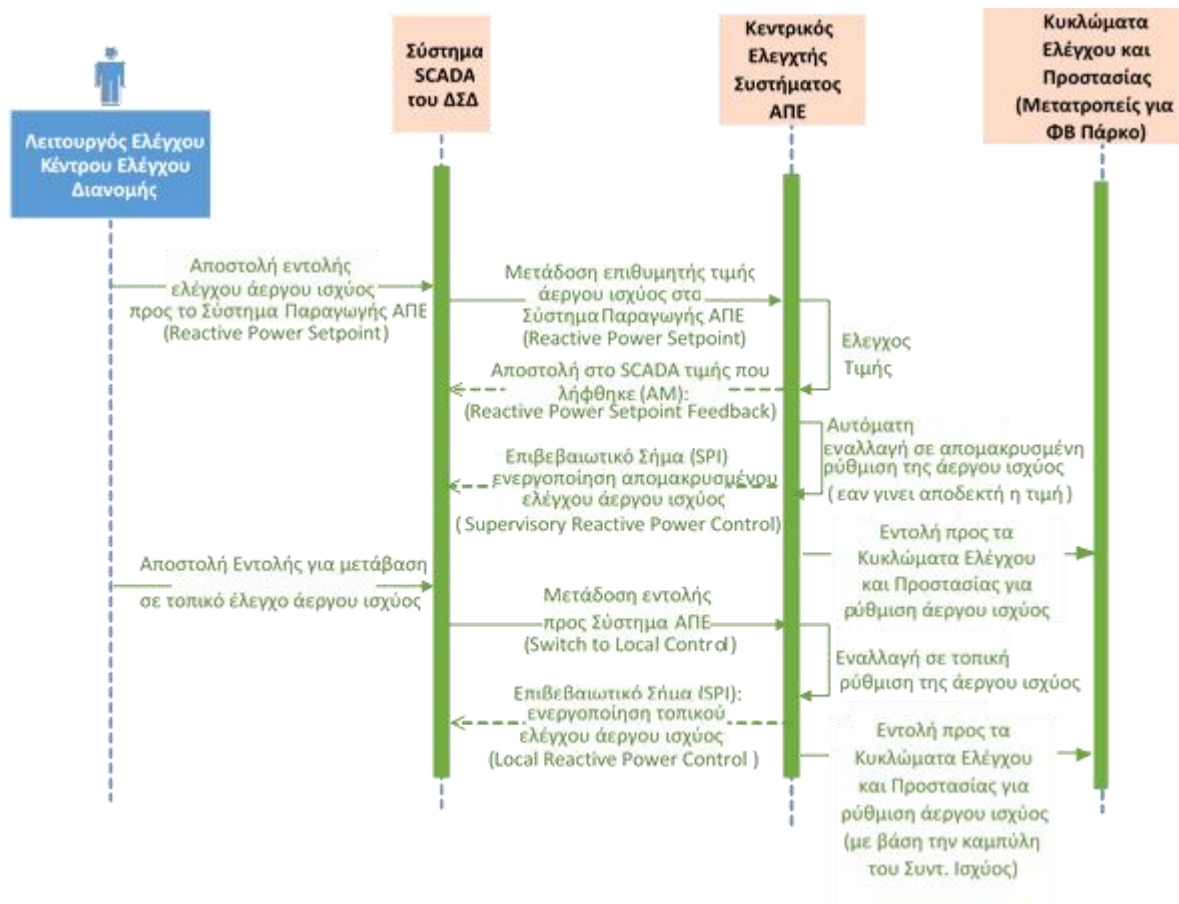 Λειτουργός Ελέγχου
Κέντρου Ελέγχου
Διανομής
Σύστημα
SCADA
του ΔΣΔ
Κεντρικός
Ελεγχτής
Συστήματος
ΑΠΕ
Κυκλώματα
Ελέγχου και
Προστασίας
(Μετατροπείς για
ΦΒ Πάρκο)
Αποστολή εντολής
ελέγχου άεργου ισχύος
προς το Σύστημα Παραγωγής ΑΠΕ
(Reactive Power Setpoint)
Μετάδοση επιθυμητής τιμής
άεργου ισχύος στο
Σύστημα Παραγωγής ΑΠΕ
(Reactive Power Setpoint)
Ελεγχος
Τιμής
Αποστολή στο SCADA τιμής που
λήφθηκε (AM):
(Reactive Power Setpoint Feedback)
Αυτόματη
εναλλαγή σε απομακρυσμένη
ρύθμιση της άεργου ισχύος
(εαν γινει αποδεκτή η τιμή)
Επιβεβαιωτικό Σήμα (SPI)
ενεργοποίηση απομακρυσμένου
ελέγχου άεργου ισχύος
( Supervisory Reactive Power Control)
Εντολή προς τα
Κυκλώματα Ελέγχου
και Προστασίας για
ρύθμιση άεργου ισχύος
Αποστολή Εντολής για μετάβαση
σε τοπικό έλεγχο άεργου ισχύος
Μετάδοση εντολής
προς Σύστημα ΑΠΕ
(Switch to Local Control)
Εναλλαγή σε τοπική
ρύθμιση της άεργου ισχύος
Επιβεβαιωτικό Σήμα (SPI):
ενεργοποίηση τοπικού
ελέγχου άεργου ισχύος
(Local Reactive Power Control )
Εντολή προς τα
Κυκλώματα Ελέγχου
και Προστασίας για
ρύθμιση άεργου ισχύος
(με βάση την καμπύλη
του Συντ. Ισχύος)